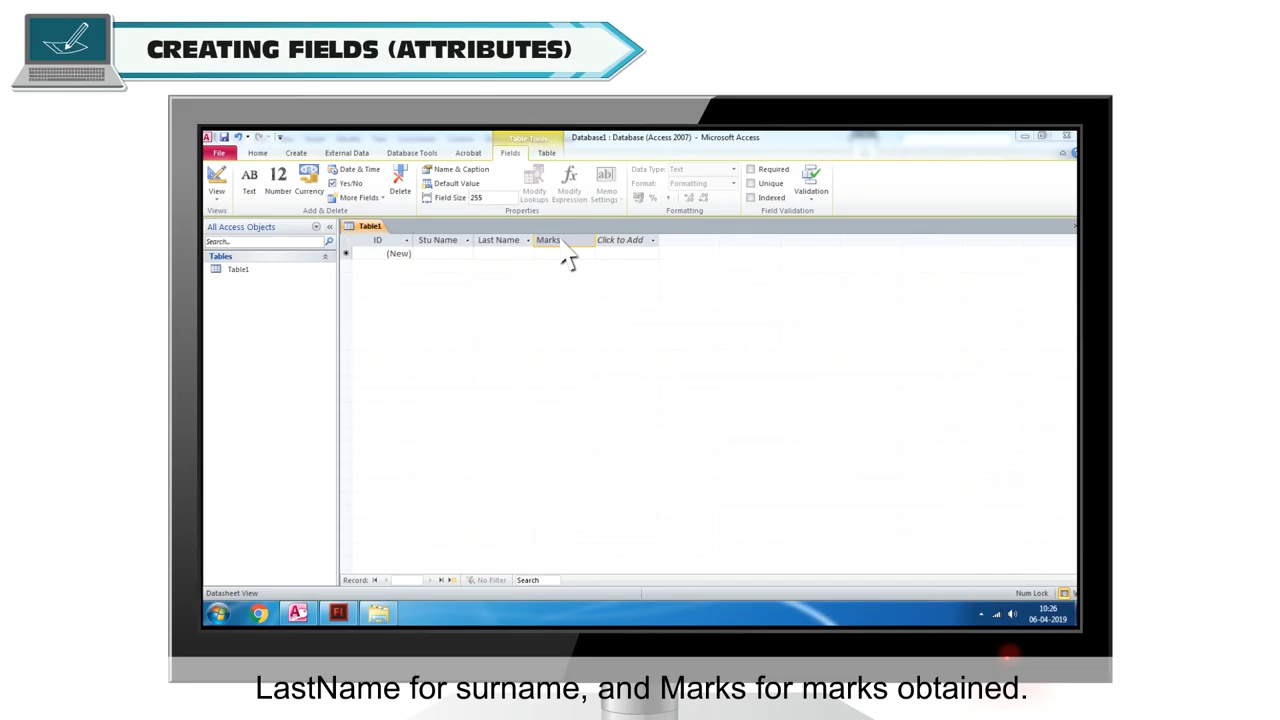 CREATING FIELDS (ATTRIBUTES)
Table Tools
Database1 : Database (Access 2007) - Microsoft Access
File Home Create External Data Database Tools Acrobat Fields Table
View
Views
AB Text
12 Number
Currency
Date & Time
Yes/No
More Fields
Delete
Add & Delete
Name & Caption
Default Value
Field Size 255
Modify Lookups
fx Modify Expression
ab Memo Settings
Properties
Data Type: Text
Format: Formatting
%
Formatting
Required
Unique
Indexed
Validation
Field Validation
All Access Objects
Search...
Tables
Table1
Table1
ID Stu Name Last Name Marks Click to Add
(New)
Record: No Filter Search
Datasheet View Num Lock
10:26
06-04-2019
LastName for surname, and Marks for marks obtained.